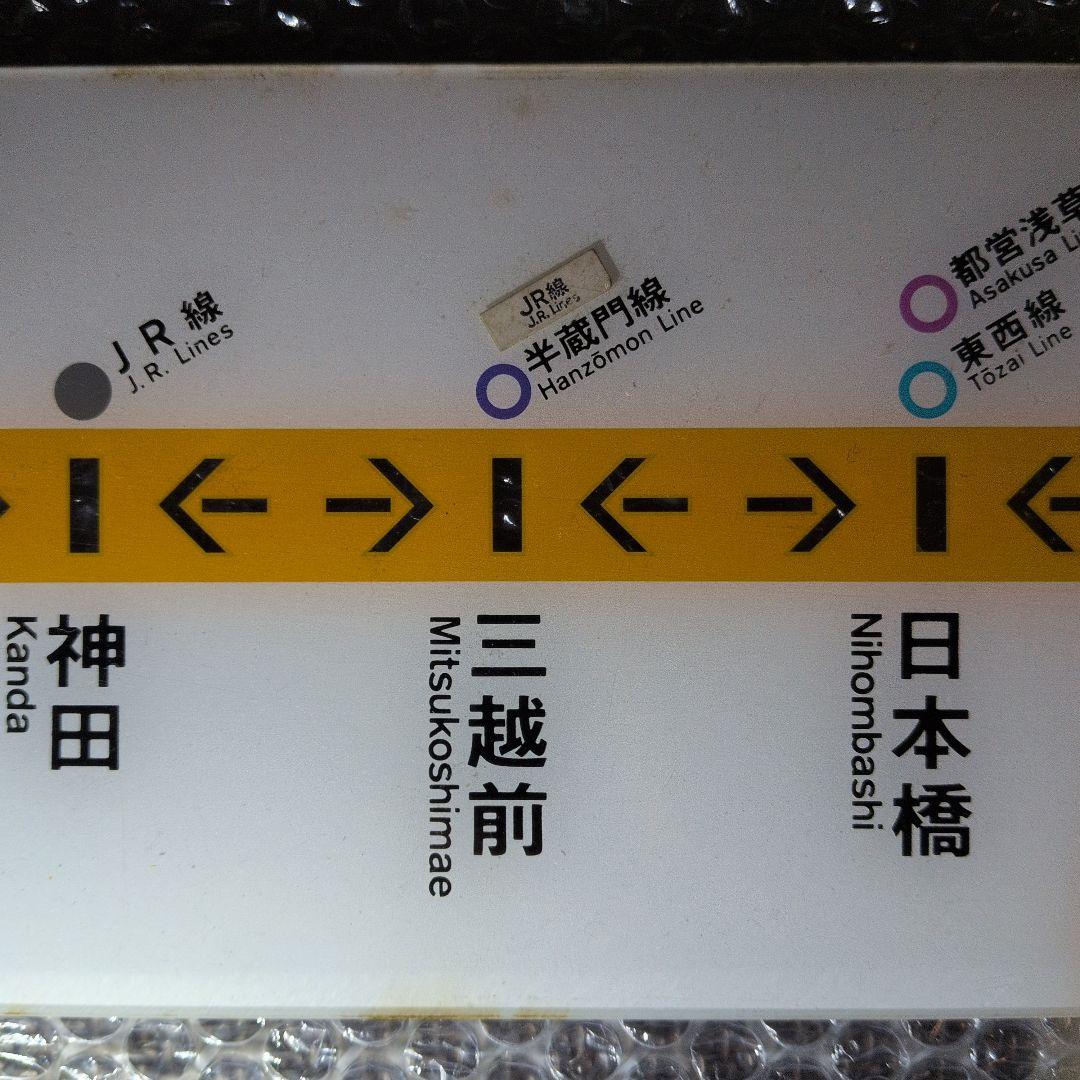 JR線
J.R. Lines
JR線
J.R. Lines
半蔵門線
Hanzōmon Line
都営浅草
Asakusa Li
東西線
Tōzai Line
神田
Kanda
三越前
Mitsukoshimae
日本橋
Nihombashi